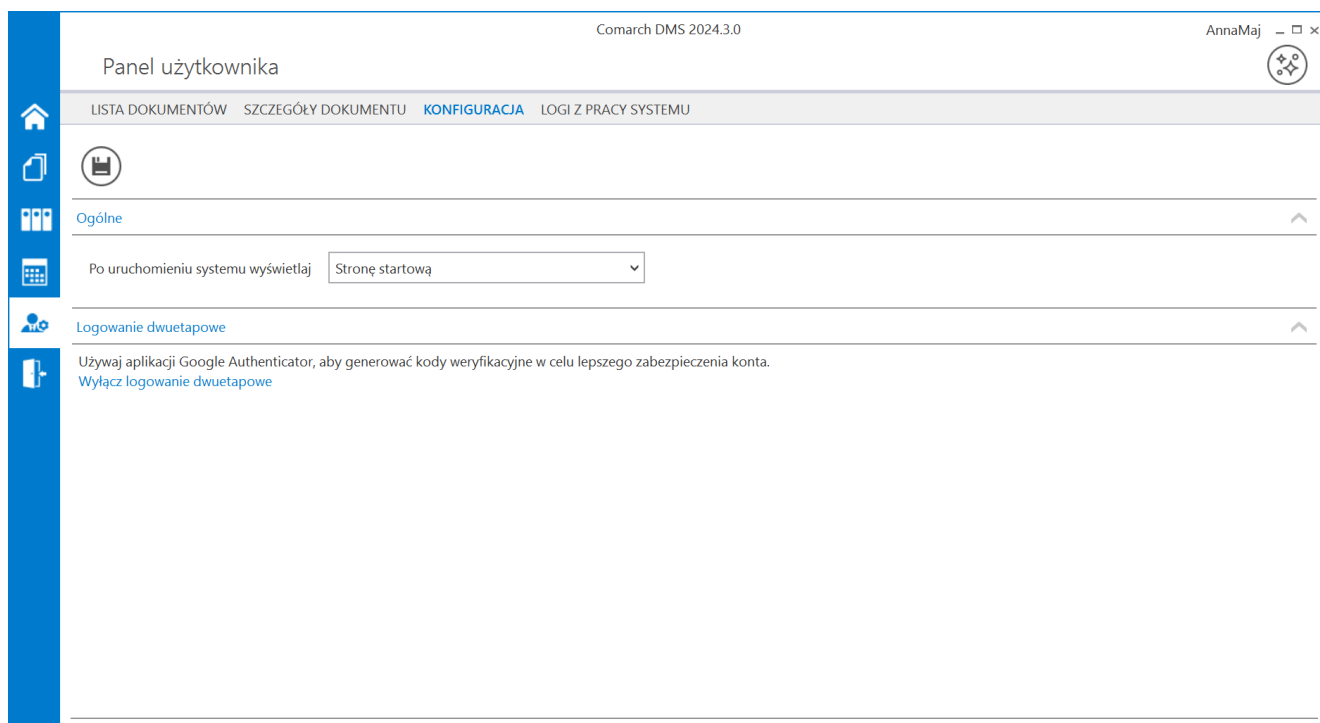 Comarch DMS 2024.3.0
AnnaMaj
Panel użytkownika
LISTA DOKUMENTÓW SZCZEGÓŁY DOKUMENTU KONFIGURACJA LOGI Z PRACY SYSTEMU
Ogólne
Po uruchomieniu systemu wyświetlaj Stronę startową
Logowanie dwuetapowe
Używaj aplikacji Google Authenticator, aby generować kody weryfikacyjne w celu lepszego zabezpieczenia konta.
Wyłącz logowanie dwuetapowe